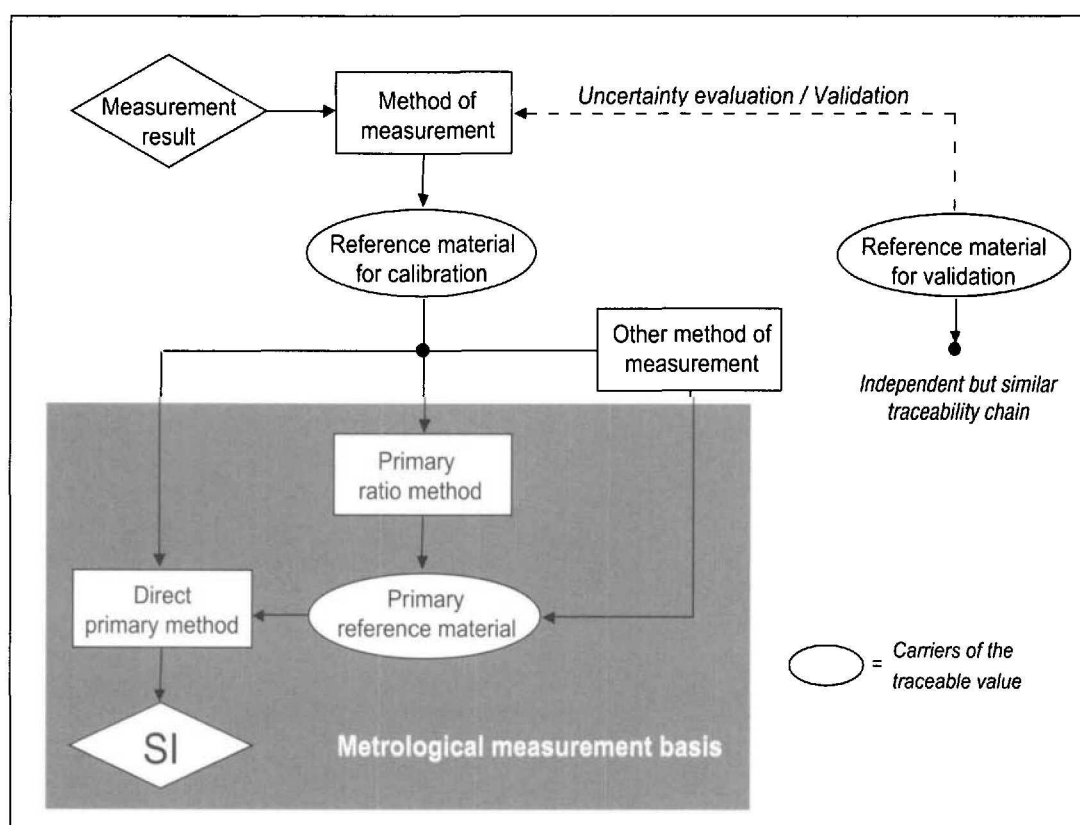 Measurement
result
Method of
measurement
Uncertainty evaluation / Validation
Reference material
for calibration
Reference material
for validation
Other method of
measurement
Independent but similar
traceability chain
Primary
ratio method
Direct
primary method
Primary
reference material
SI
Metrological measurement basis
= Carriers of the
traceable value